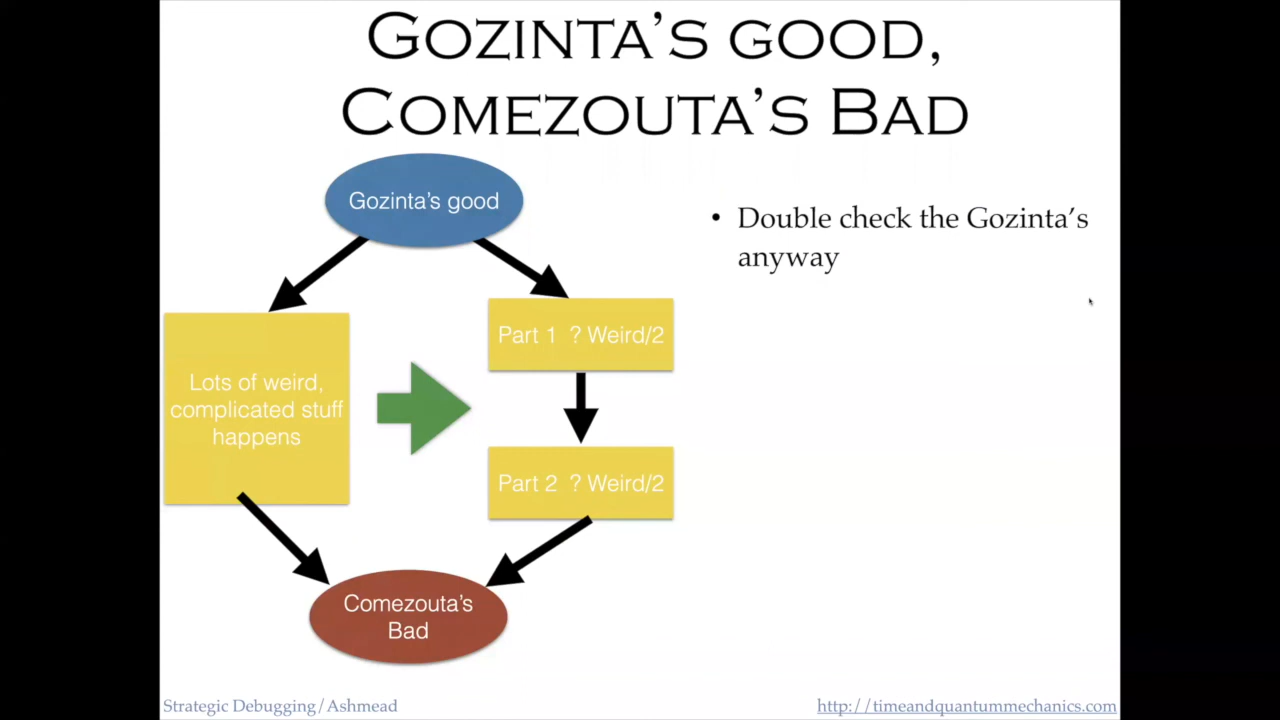 GOZINTA'S GOOD,
COMEZOUTA'S BAD
Gozinta's good
• Double check the Gozinta's
anyway
Part 1 ? Weird/2
Lots of weird,
complicated stuff
happens
Part 2 ? Weird/2
Comezouta's
Bad
Strategic Debugging/Ashmead
http://timeandquantummechanics.com